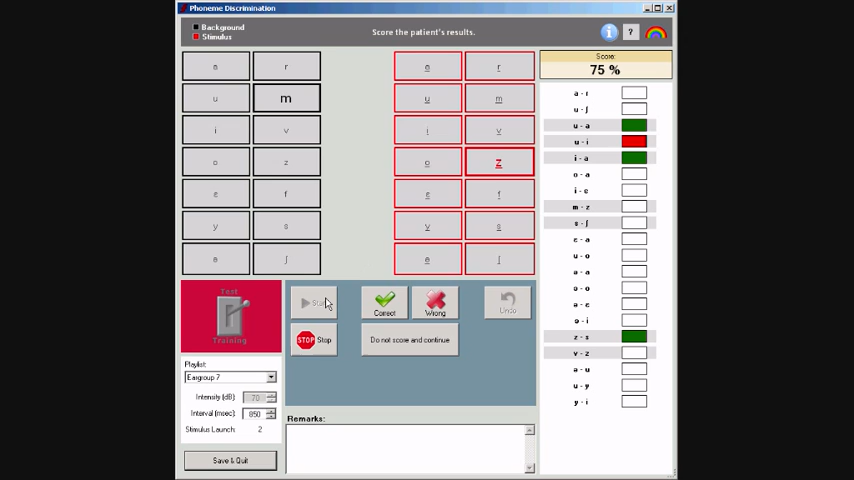 Phoneme Discrimination
Background
Stimulus
Score the patient's results.
?
a r a r
u m u m
i v i v
o z o z
ε f ε f
y s y s
ə ʃ ə ʃ
Score:
75 %
a - r
u - ʃ
u - a
u - i
i - a
o - a
i - ε
m - z
s - ʃ
ε - a
u - o
ə - a
ə - o
ə - ε
ə - i
z - s
v - z
ə - u
u - y
y - i
Test
Training
Start
Correct
Wrong
Undo
STOP Stop
Do not score and continue
Playlist:
Eargroup 7
Intensity (dB) 70
Interval (msec) 850
Stimulus Launch: 2
Save & Quit
Remarks: